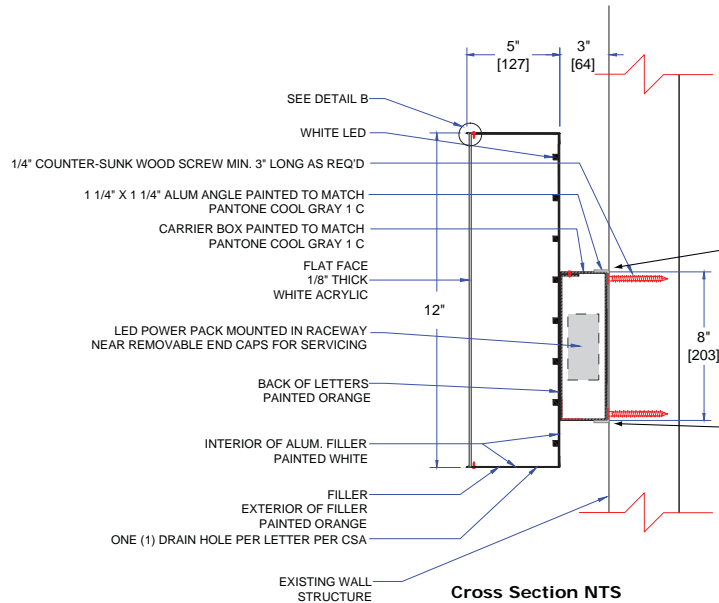 5"
[127]
3"
[64]
SEE DETAIL B
WHITE LED
1/4" COUNTER-SUNK WOOD SCREW MIN. 3" LONG AS REQ'D
1 1/4" X 1 1/4" ALUM ANGLE PAINTED TO MATCH
PANTONE COOL GRAY 1 C
CARRIER BOX PAINTED TO MATCH
PANTONE COOL GRAY 1 C
FLAT FACE
1/8" THICK
WHITE ACRYLIC
12"
LED POWER PACK MOUNTED IN RACEWAY
NEAR REMOVABLE END CAPS FOR SERVICING
8"
[203]
BACK OF LETTERS
PAINTED ORANGE
INTERIOR OF ALUM. FILLER
PAINTED WHITE
FILLER
EXTERIOR OF FILLER
PAINTED ORANGE
ONE (1) DRAIN HOLE PER LETTER PER CSA
EXISTING WALL
STRUCTURE
Cross Section NTS